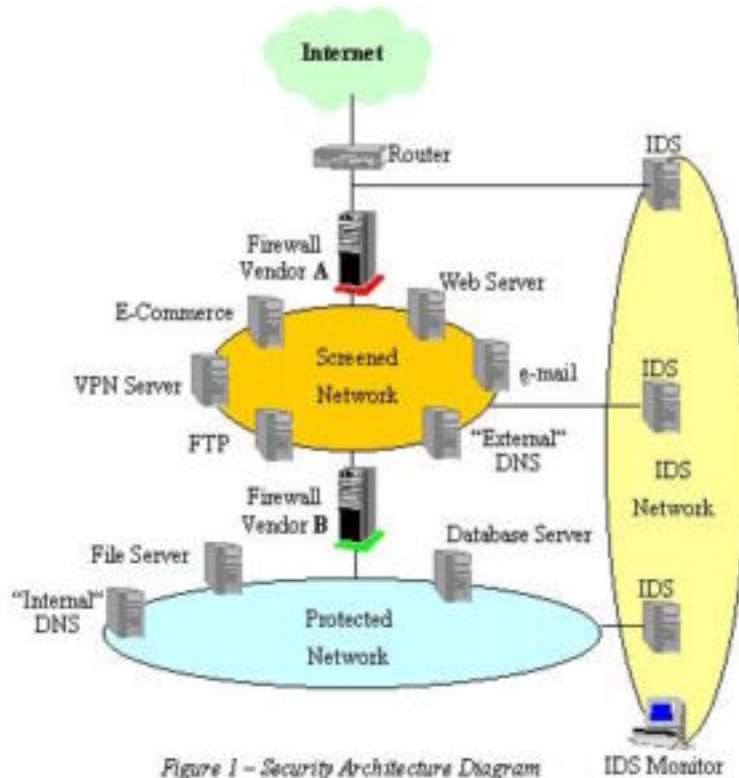 Internet
Router
IDS
Firewall
Vendor A
Web Server
E-Commerce
Screened
Network
VPN Server
e-mail
IDS
FTP
"External"
DNS
IDS
Network
Firewall
Vendor B
Database Server
File Server
"Internal"
DNS
IDS
Protected
Network
Figure 1 – Security Architecture Diagram
IDS Monitor